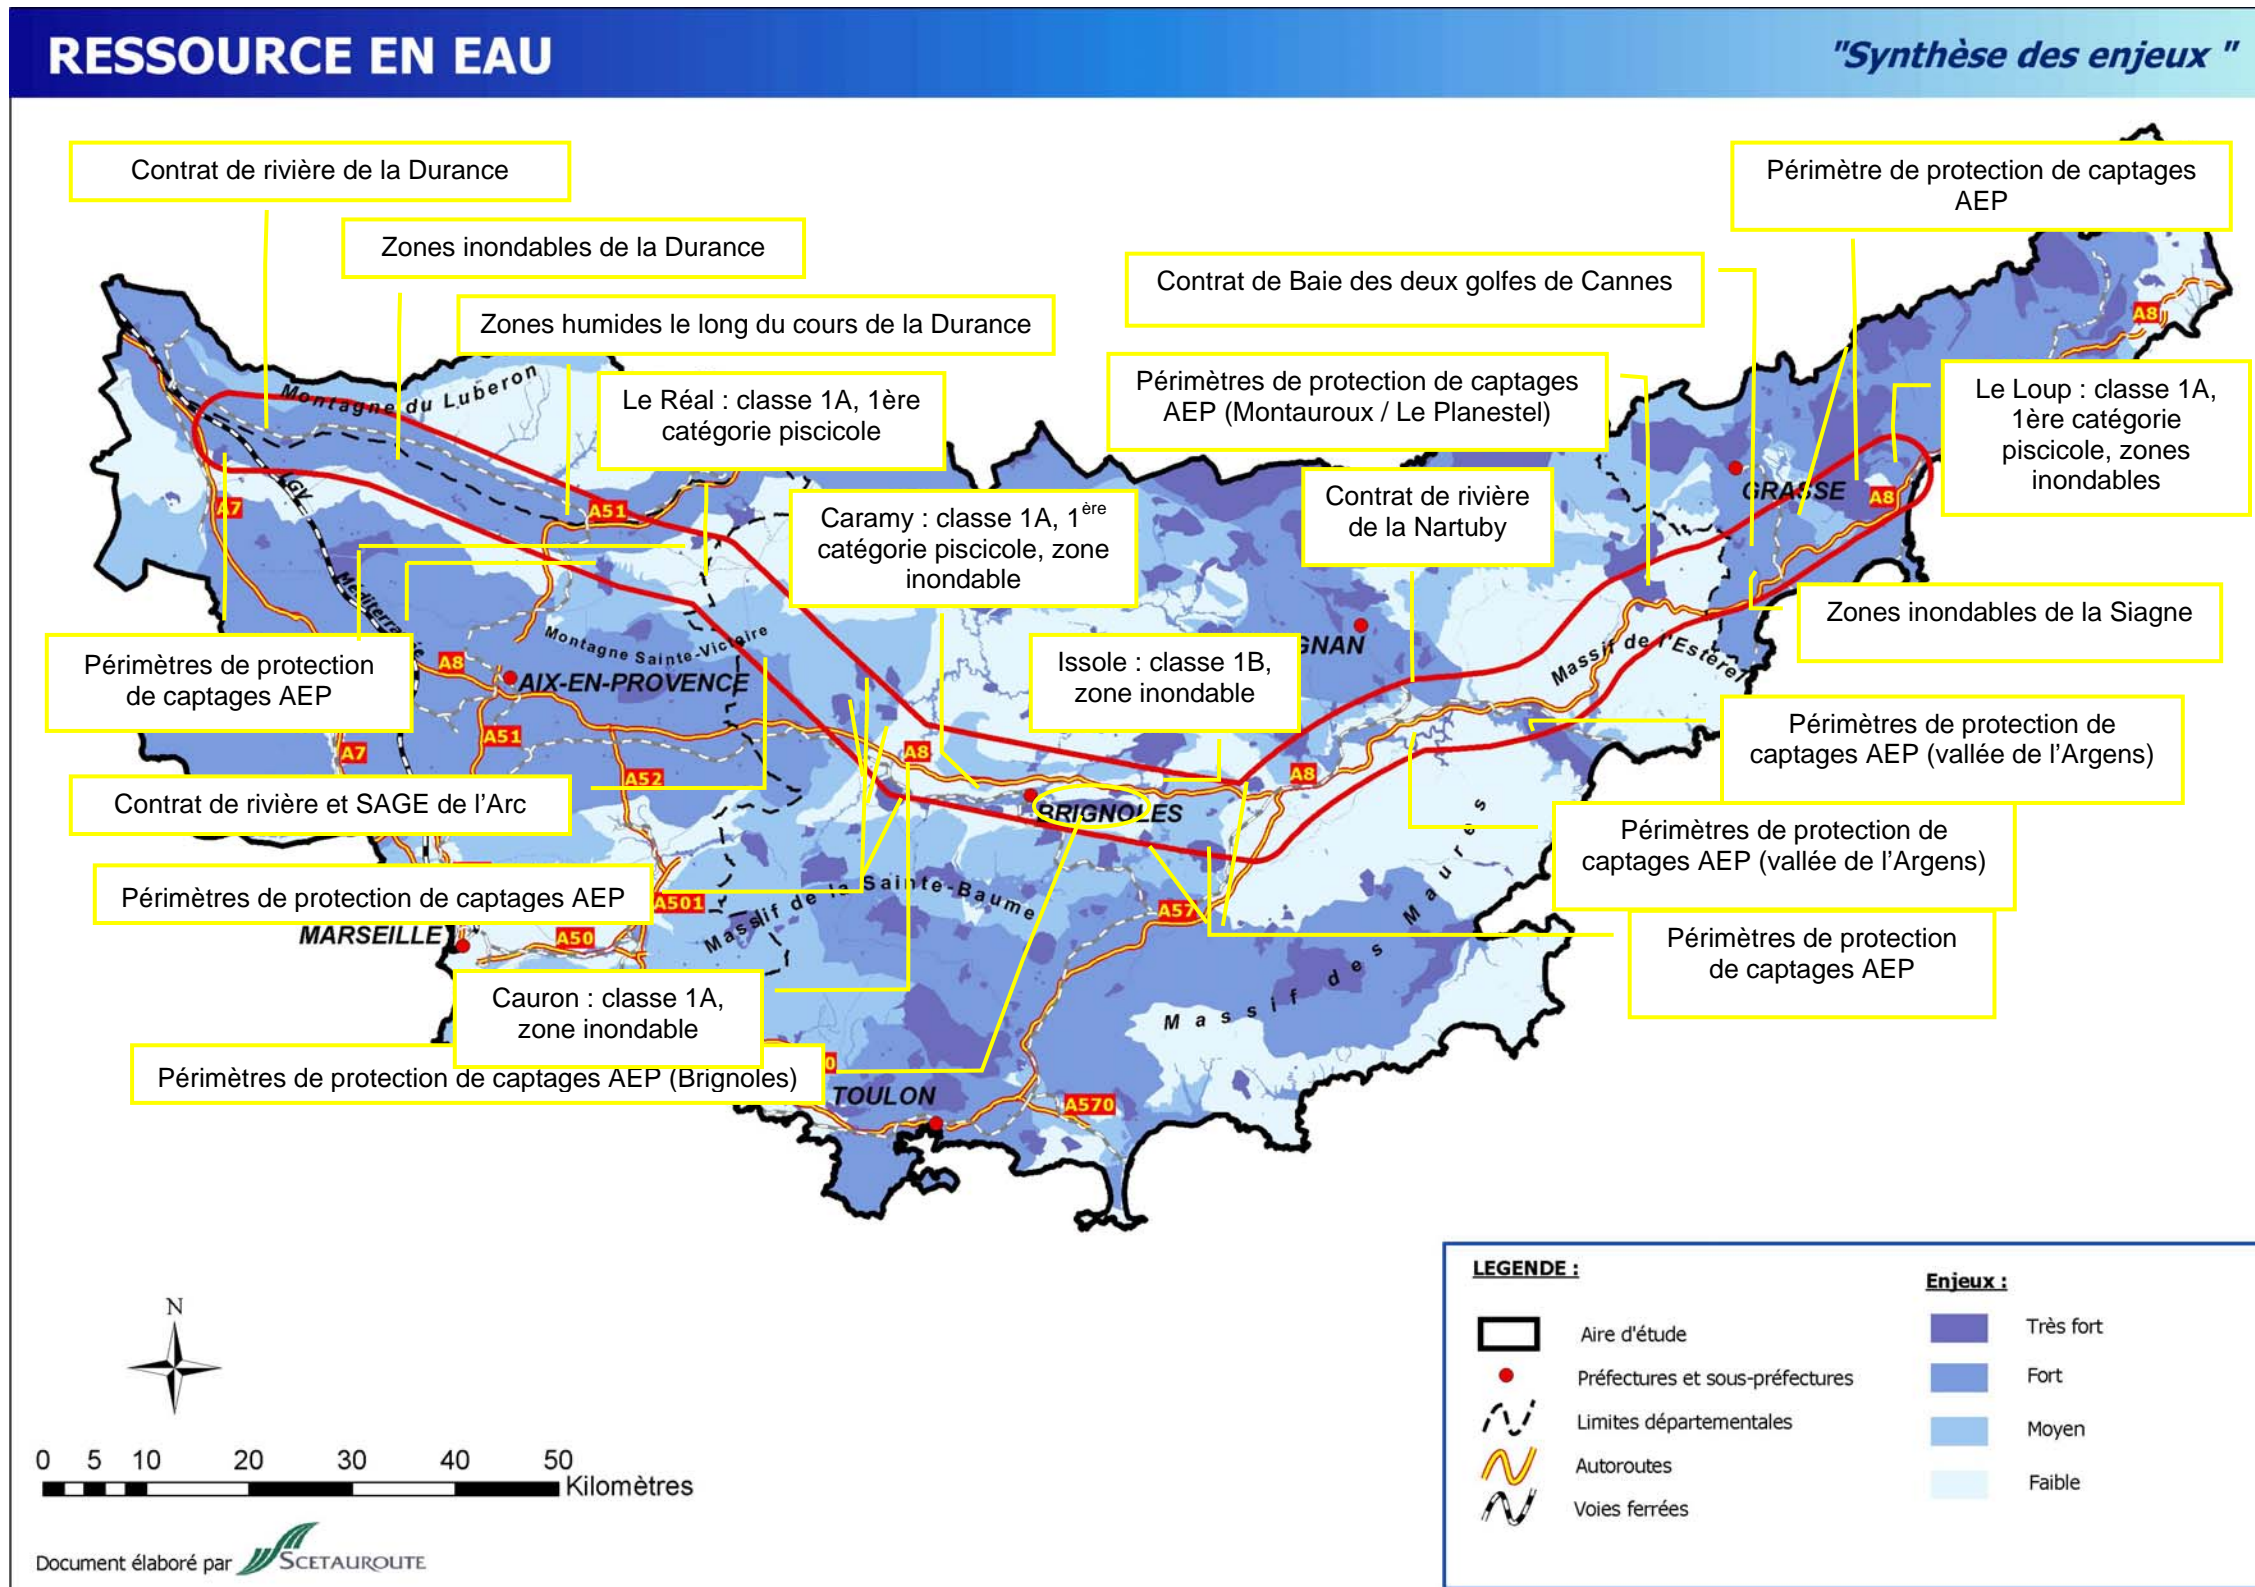 RESSOURCE EN EAU
"Synthèse des enjeux "
Contrat de rivière de la Durance
Périmètre de protection de captages
AEP
Zones inondables de la Durance
Contrat de Baie des deux golfes de Cannes
Zones humides le long du cours de la Durance
A8
Montagne du Luberon
Le Réal : classe 1A, 1ère
catégorie piscicole
Périmètres de protection de captages
AEP (Montauroux / Le Planestel)
Le Loup : classe 1A,
1ère catégorie
piscicole, zones
inondables
GRASSE
A8
LGV
A7
A51
Caramy : classe 1A, 1ère
catégorie piscicole, zone
inondable
Contrat de rivière
de la Nartuby
Méditerranée
Montagne Sainte-Victoire
Zones inondables de la Siagne
Périmètres de protection
de captages AEP
A8
AIX-EN-PROVENCE
Issole : classe 1B,
zone inondable
GNAN
Massif de l'Estérel
A7
A51
A52
A8
A8
Périmètres de protection de
captages AEP (vallée de l’Argens)
Contrat de rivière et SAGE de l’Arc
BRIGNOLES
Périmètres de protection de
captages AEP (vallée de l’Argens)
Périmètres de protection de captages AEP
A501
Massif de la Sainte-Baume
A57
Massif des Maures
MARSEILLE
A50
Périmètres de protection
de captages AEP
Cauron : classe 1A,
zone inondable
Périmètres de protection de captages AEP (Brignoles)
0
TOULON
A570
LEGENDE :
Aire d'étude
Préfectures et sous-préfectures
Limites départementales
Autoroutes
Voies ferrées
Enjeux :
Très fort
Fort
Moyen
Faible
N
0 5 10 20 30 40 50
Kilomètres
Document élaboré par SCETAUROUTE